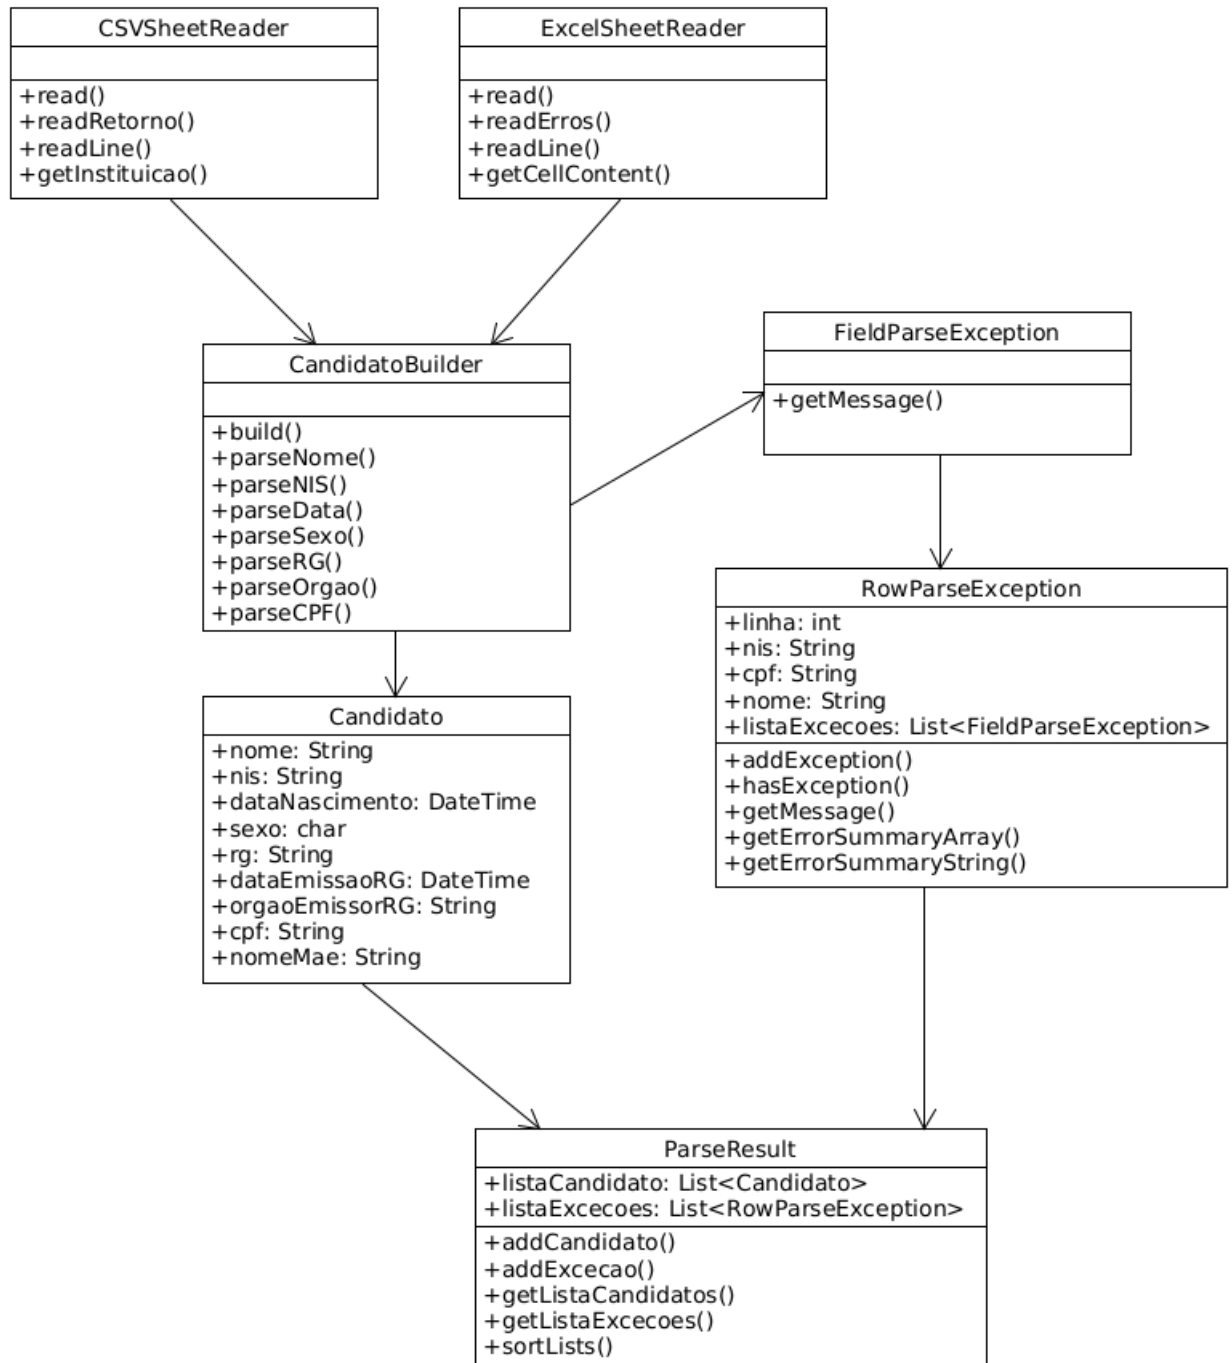 CSVSheetReader
+read()
+readRetorno()
+readLine()
+getInstituicao()
ExcelSheetReader
+read()
+readErros()
+readLine()
+getCellContent()
CandidatoBuilder
+build()
+parseNome()
+parseNIS()
+parseData()
+parseSexo()
+parseRG()
+parseOrgao()
+parseCPF()
FieldParseException
+getMessage()
RowParseException
+linha: int
+nis: String
+cpf: String
+nome: String
+listaExcecoes: List<FieldParseException>
+addException()
+hasException()
+getMessage()
+getErrorSummaryArray()
+getErrorSummaryString()
Candidato
+nome: String
+nis: String
+dataNascimento: DateTime
+sexo: char
+rg: String
+dataEmissaoRG: DateTime
+orgaoEmissorRG: String
+cpf: String
+nomeMae: String
ParseResult
+listaCandidato: List<Candidato>
+listaExcecoes: List<RowParseException>
+addCandidato()
+addExcecao()
+getListaCandidatos()
+getListaExcecoes()
+sortLists()